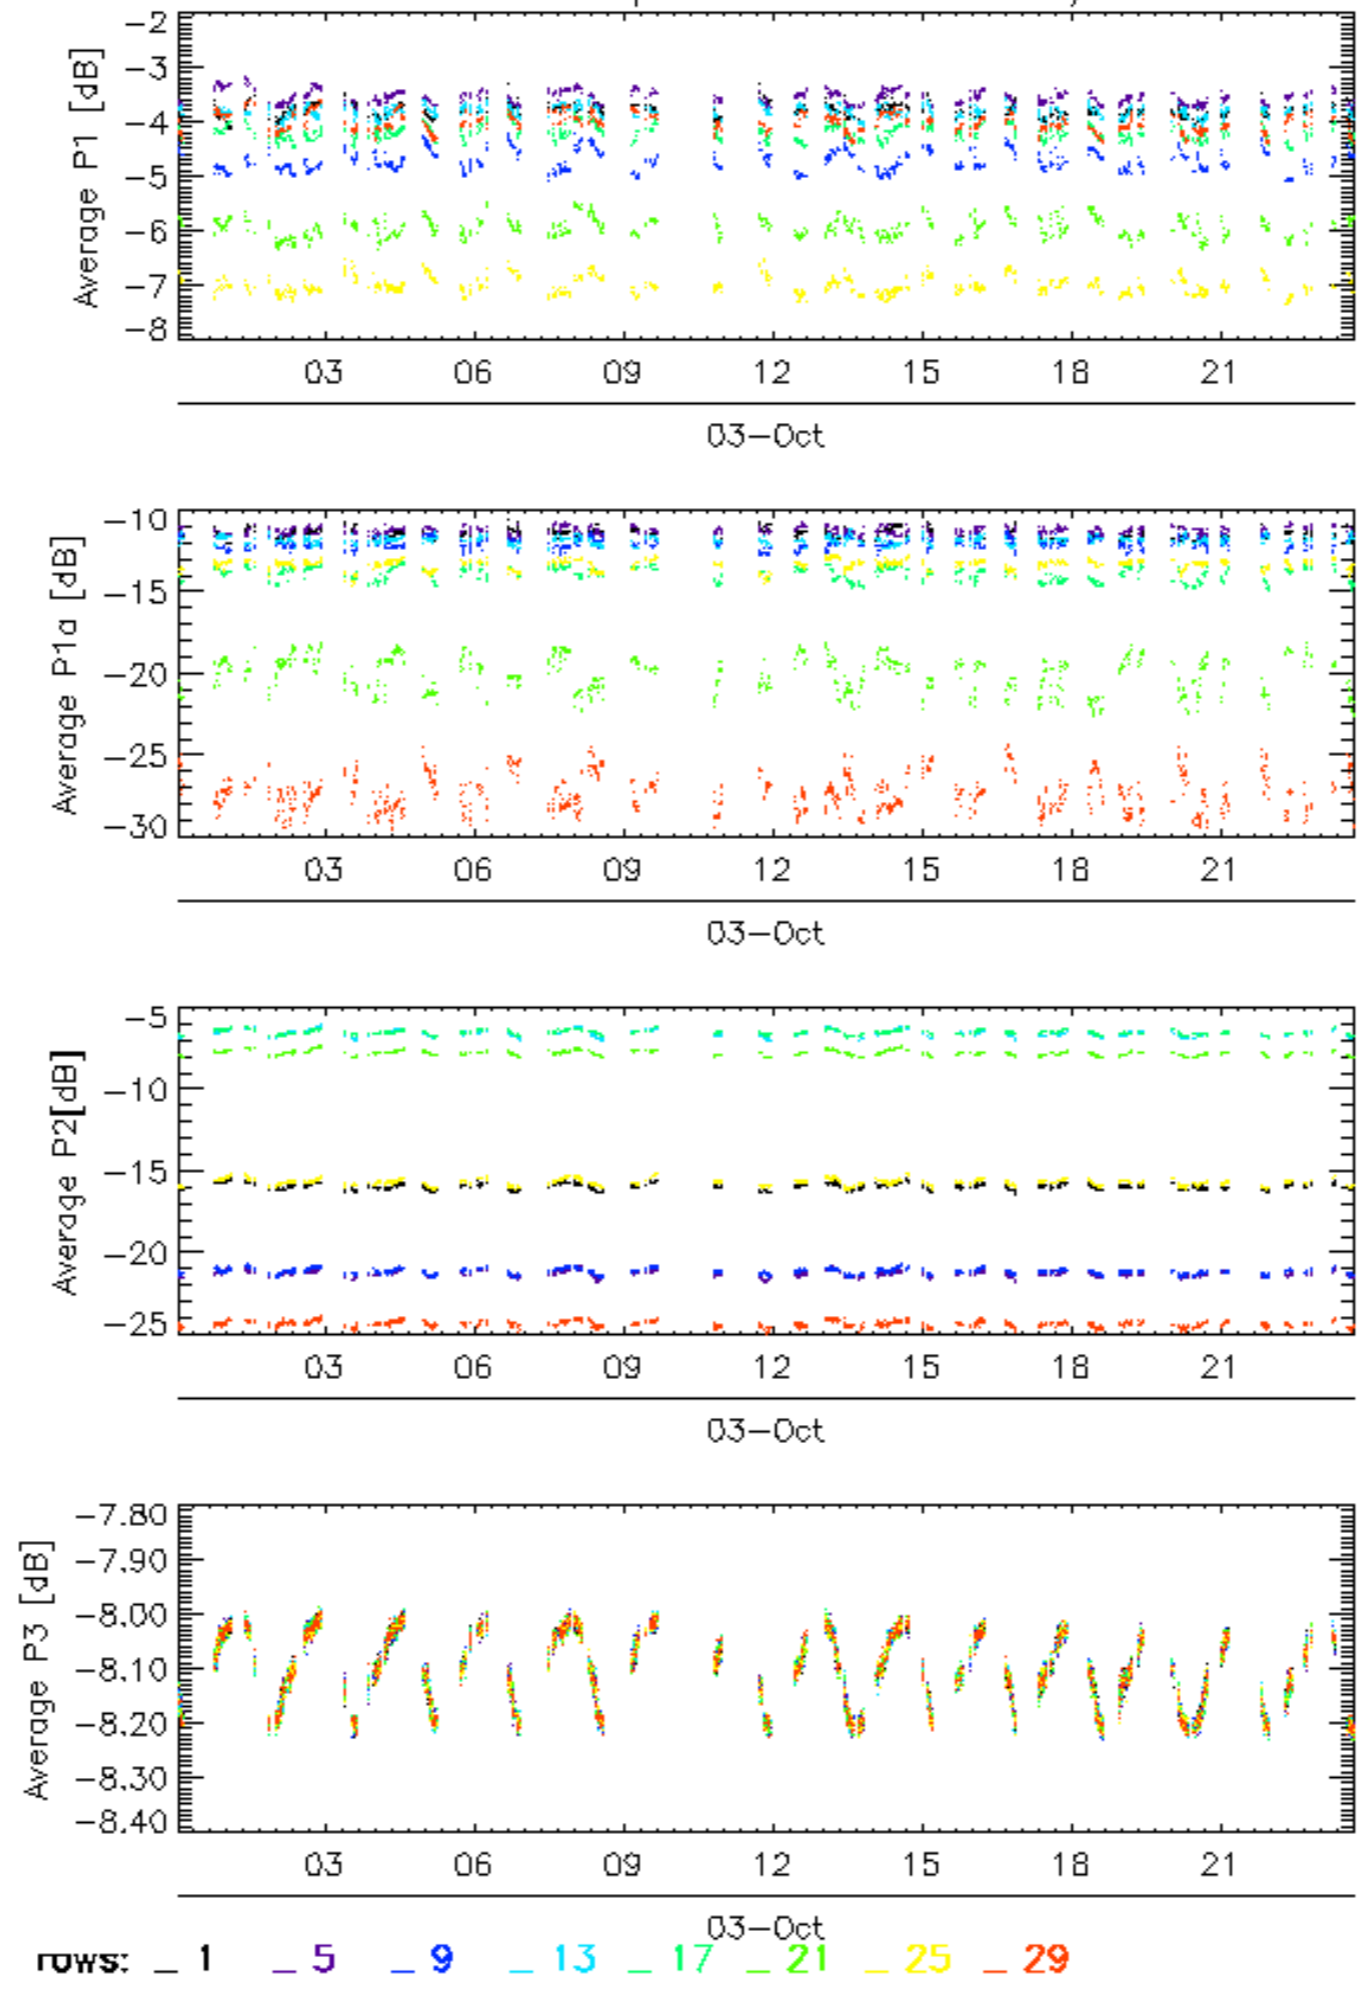 -2
-3
-4
-5
-6
-7
-8
Average P1 [dB]
03 06 09 12 15 18 21
03-Oct
-10
-15
-20
-25
-30
Average P1a [dB]
03 06 09 12 15 18 21
03-Oct
-5
-10
-15
-20
-25
Average P2[dB]
03 06 09 12 15 18 21
03-Oct
-7.80
-7.90
-8.00
-8.10
-8.20
-8.30
-8.40
Average P3 [dB]
03 06 09 12 15 18 21
03-Oct
rows: _ 1 _ 5 _ 9 _ 13 _ 17 _ 21 _ 25 _ 29